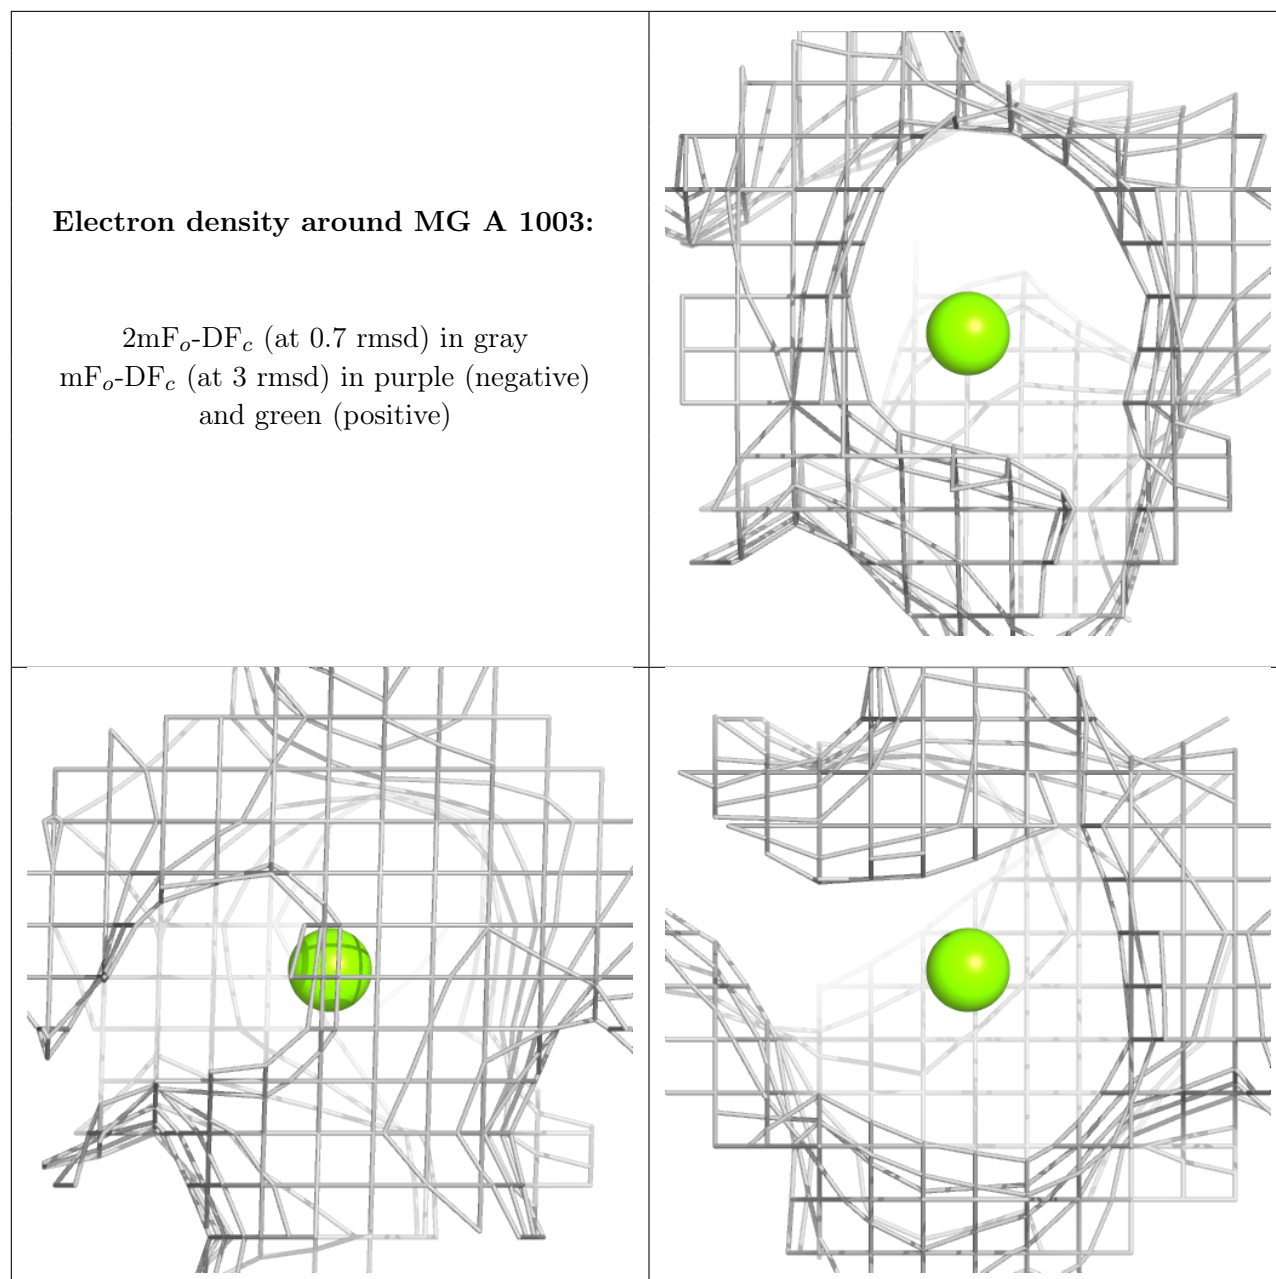 Electron density around MG A 1003:
2mFo-DFc (at 0.7 rmsd) in gray
mFo-DFc (at 3 rmsd) in purple (negative)
and green (positive)